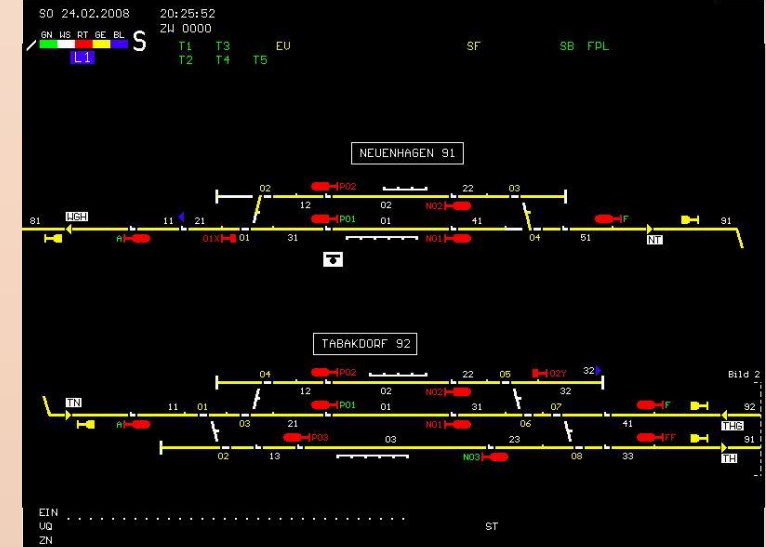 SO 24.02.2008 20:25:52
ZW 0000
GN WS RT GE BL S
L1
T1 T3 EV SF SB FPL
T2 T4 T5
NEUENHAGEN 91
02 P02 22 03
12 02 N02
81 WGH 11 21 P01 01 41 F 91
A 01X 01 31 N01 04 51 NT
TABAKDORF 92
04 P02 22 05 02Y 32 Bild 2
12 02 N02 32
TN 11 01 P01 01 31 07 F 92
A 03 21 N01 06 41 THG
P03 03 23 FF 91
02 13 N03 08 33 TH
EIN
UQ ST
ZN